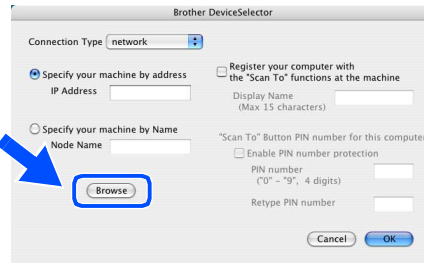 Brother DeviceSelector
Connection Type network
Specify your machine by address
IP Address
Specify your machine by Name
Node Name
Browse
Register your computer with
the "Scan To" functions at the machine
Display Name
(Max 15 characters)
"Scan To" Button PIN number for this computer
Enable PIN number protection
PIN number
("0" - "9", 4 digits)
Retype PIN number
Cancel OK